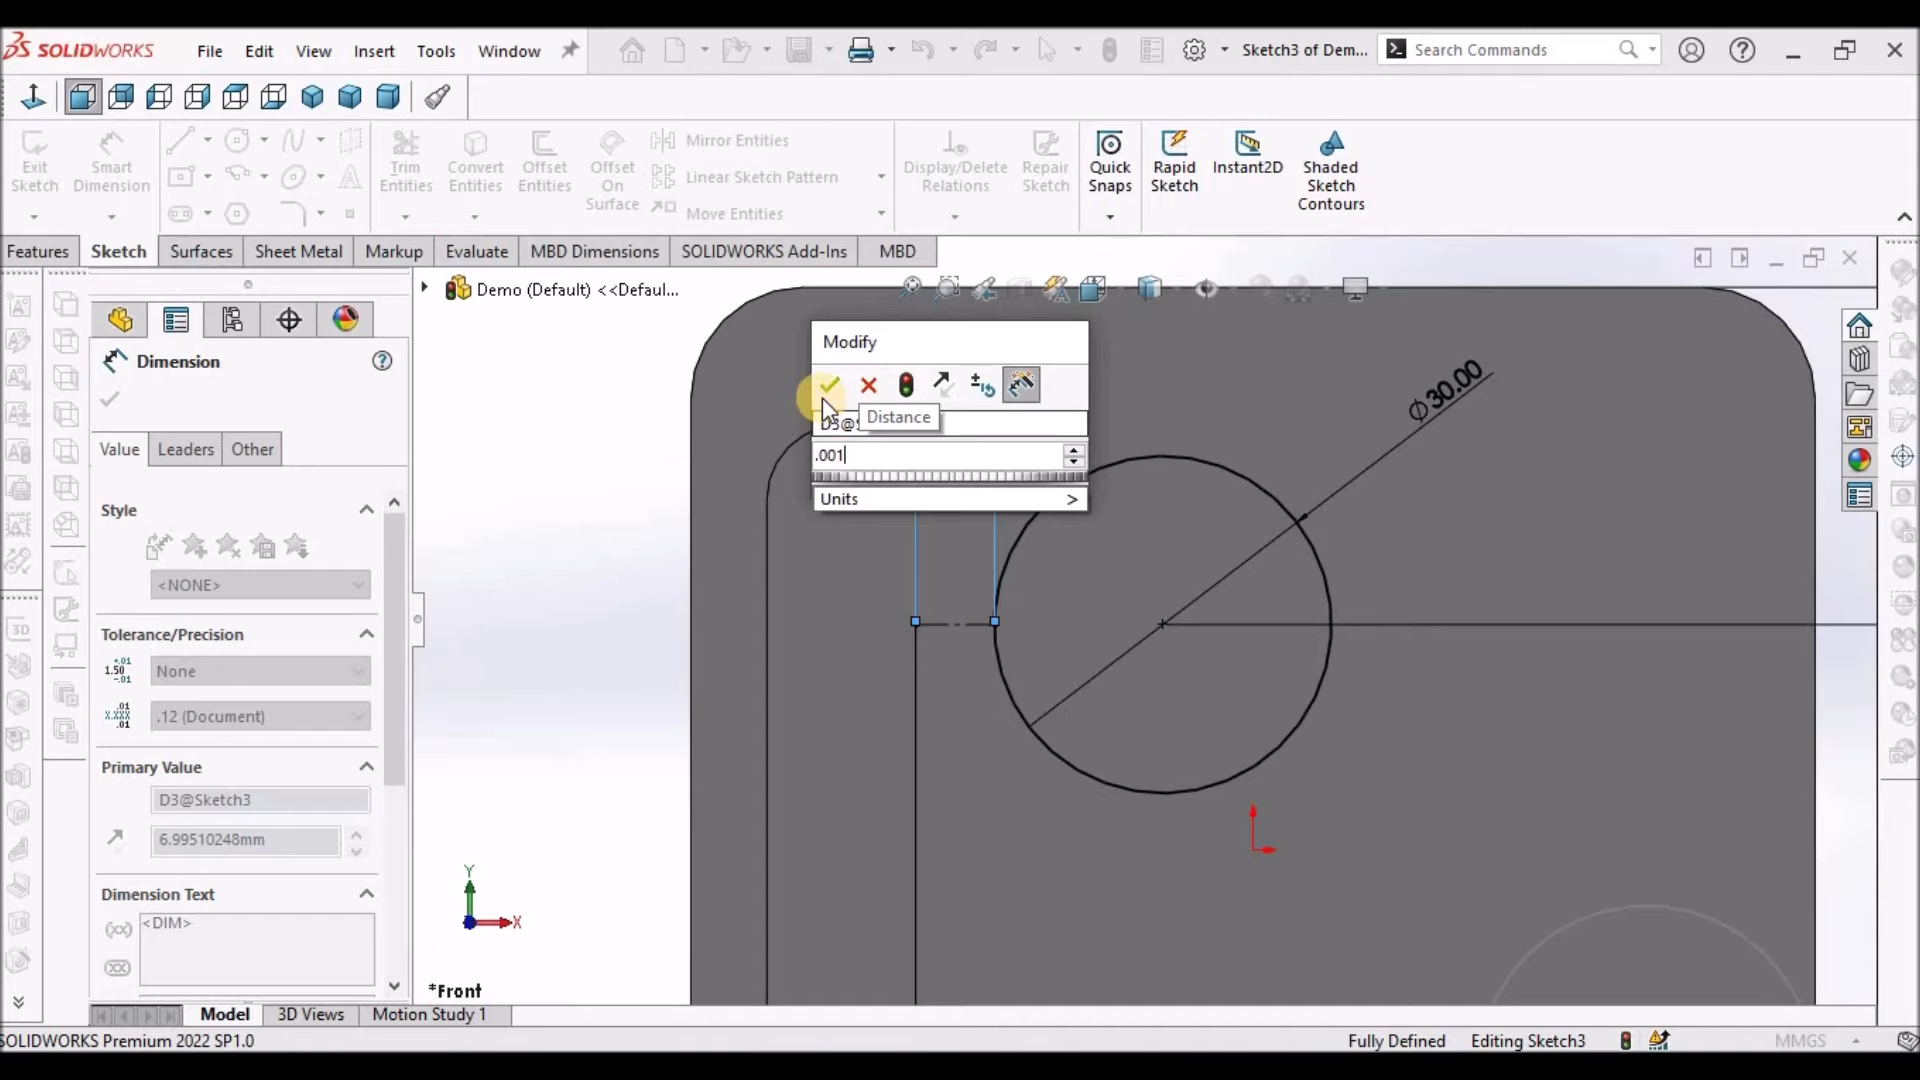 SOLIDWORKS
File Edit View Insert Tools Window
Sketch3 of Dem...
Search Commands
Exit Sketch
Smart Dimension
Trim Entities
Convert Entities
Offset Entities
Offset On Surface
Mirror Entities
Linear Sketch Pattern
Move Entities
Display/Delete Relations
Repair Sketch
Quick Snaps
Rapid Sketch
Instant2D
Shaded Sketch Contours
Features Sketch Surfaces Sheet Metal Markup Evaluate MBD Dimensions SOLIDWORKS Add-Ins MBD
Demo (Default) <<Defaul...
Dimension
Value Leaders Other
Style
<NONE>
Tolerance/Precision
None
.12 (Document)
Primary Value
D3@Sketch3
6.99510248mm
Dimension Text
<DIM>
Modify
Distance
.001
Units >
Ø30.00
Y
X
*Front
Model 3D Views Motion Study 1
SOLIDWORKS Premium 2022 SP1.0
Fully Defined Editing Sketch3 MMGS